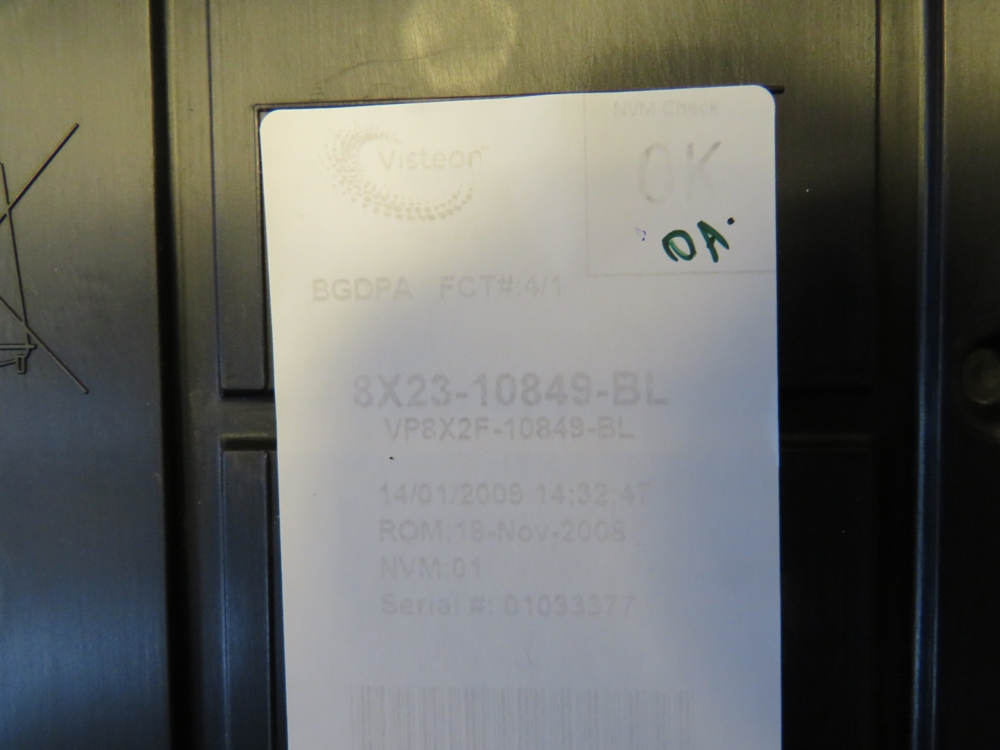 NVM Check
Visteon
OK
OA
BGDPA FCT#:4/1
8X23-10849-BL
VP8X2F-10849-BL
14/01/2009 14:32:47
ROM:18-Nov-2008
NVM:01
Serial #: 01033377